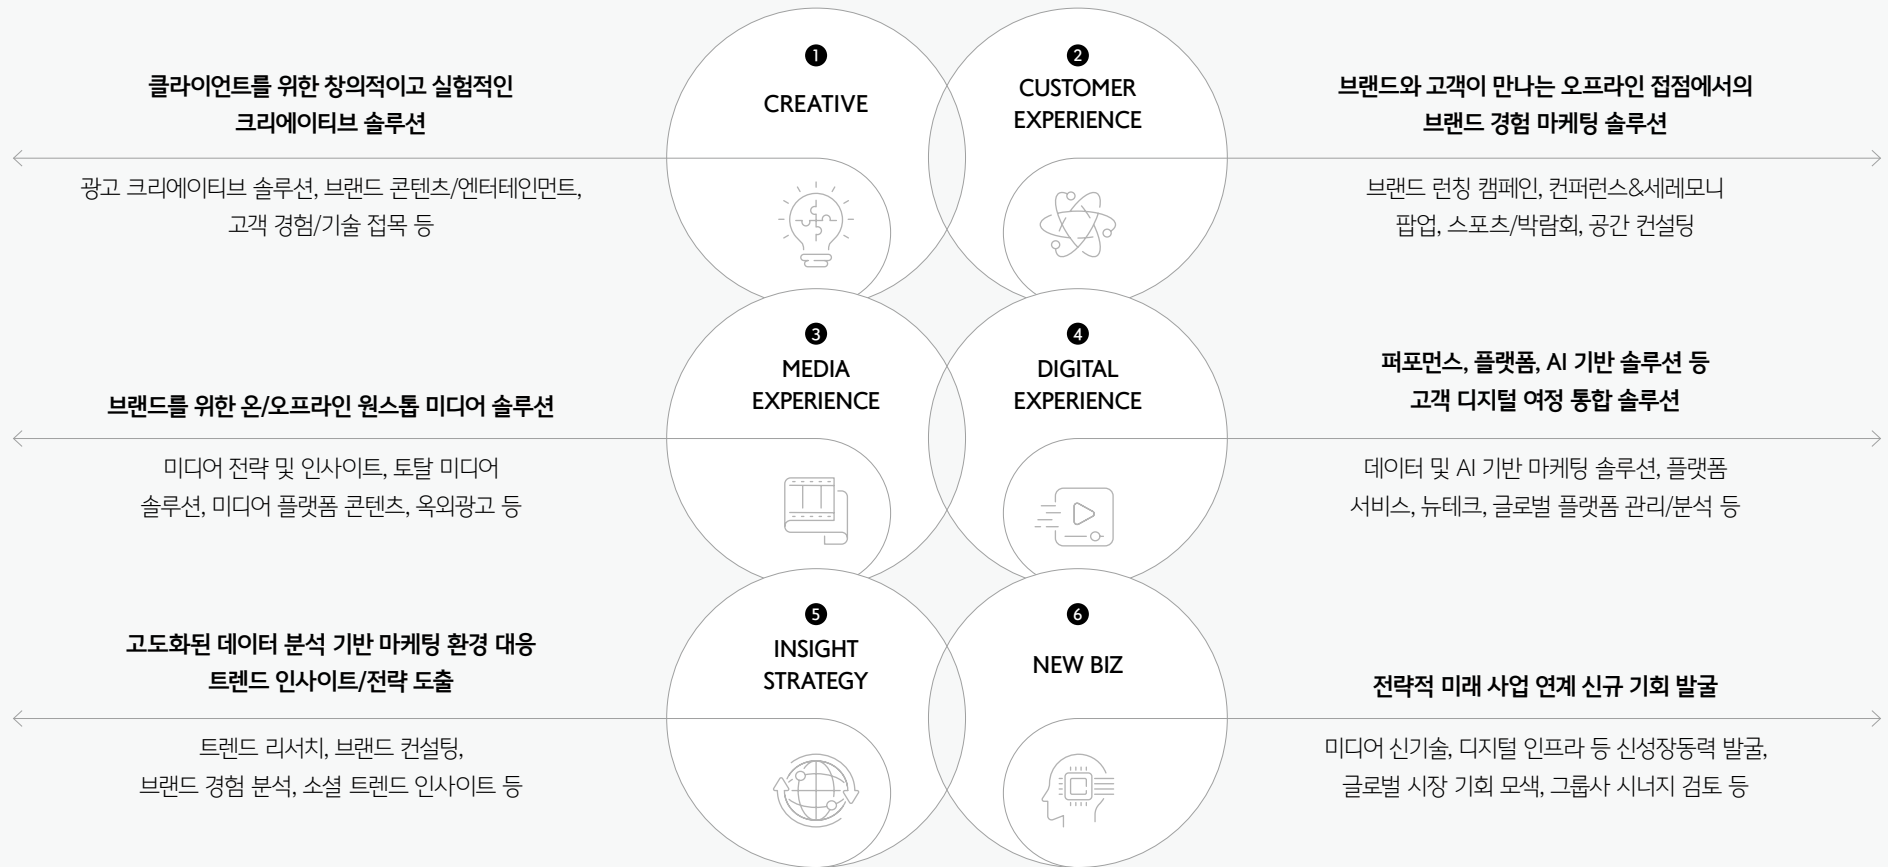 ❶
CREATIVE
클라이언트를 위한 창의적이고 실험적인
크리에이티브 솔루션
광고 크리에이티브 솔루션, 브랜드 콘텐츠/엔터테인먼트,
고객 경험/기술 접목 등
❷
CUSTOMER
EXPERIENCE
브랜드와 고객이 만나는 오프라인 접점에서의
브랜드 경험 마케팅 솔루션
브랜드 런칭 캠페인, 컨퍼런스&세레모니
팝업, 스포츠/박람회, 공간 컨설팅
❸
MEDIA
EXPERIENCE
브랜드를 위한 온/오프라인 원스톱 미디어 솔루션
미디어 전략 및 인사이트, 토탈 미디어
솔루션, 미디어 플랫폼 콘텐츠, 옥외광고 등
❹
DIGITAL
EXPERIENCE
퍼포먼스, 플랫폼, AI 기반 솔루션 등
고객 디지털 여정 통합 솔루션
데이터 및 AI 기반 마케팅 솔루션, 플랫폼
서비스, 뉴테크, 글로벌 플랫폼 관리/분석 등
❺
INSIGHT
STRATEGY
고도화된 데이터 분석 기반 마케팅 환경 대응
트렌드 인사이트/전략 도출
트렌드 리서치, 브랜드 컨설팅,
브랜드 경험 분석, 소셜 트렌드 인사이트 등
❻
NEW BIZ
전략적 미래 사업 연계 신규 기회 발굴
미디어 신기술, 디지털 인프라 등 신성장동력 발굴,
글로벌 시장 기회 모색, 그룹사 시너지 검토 등